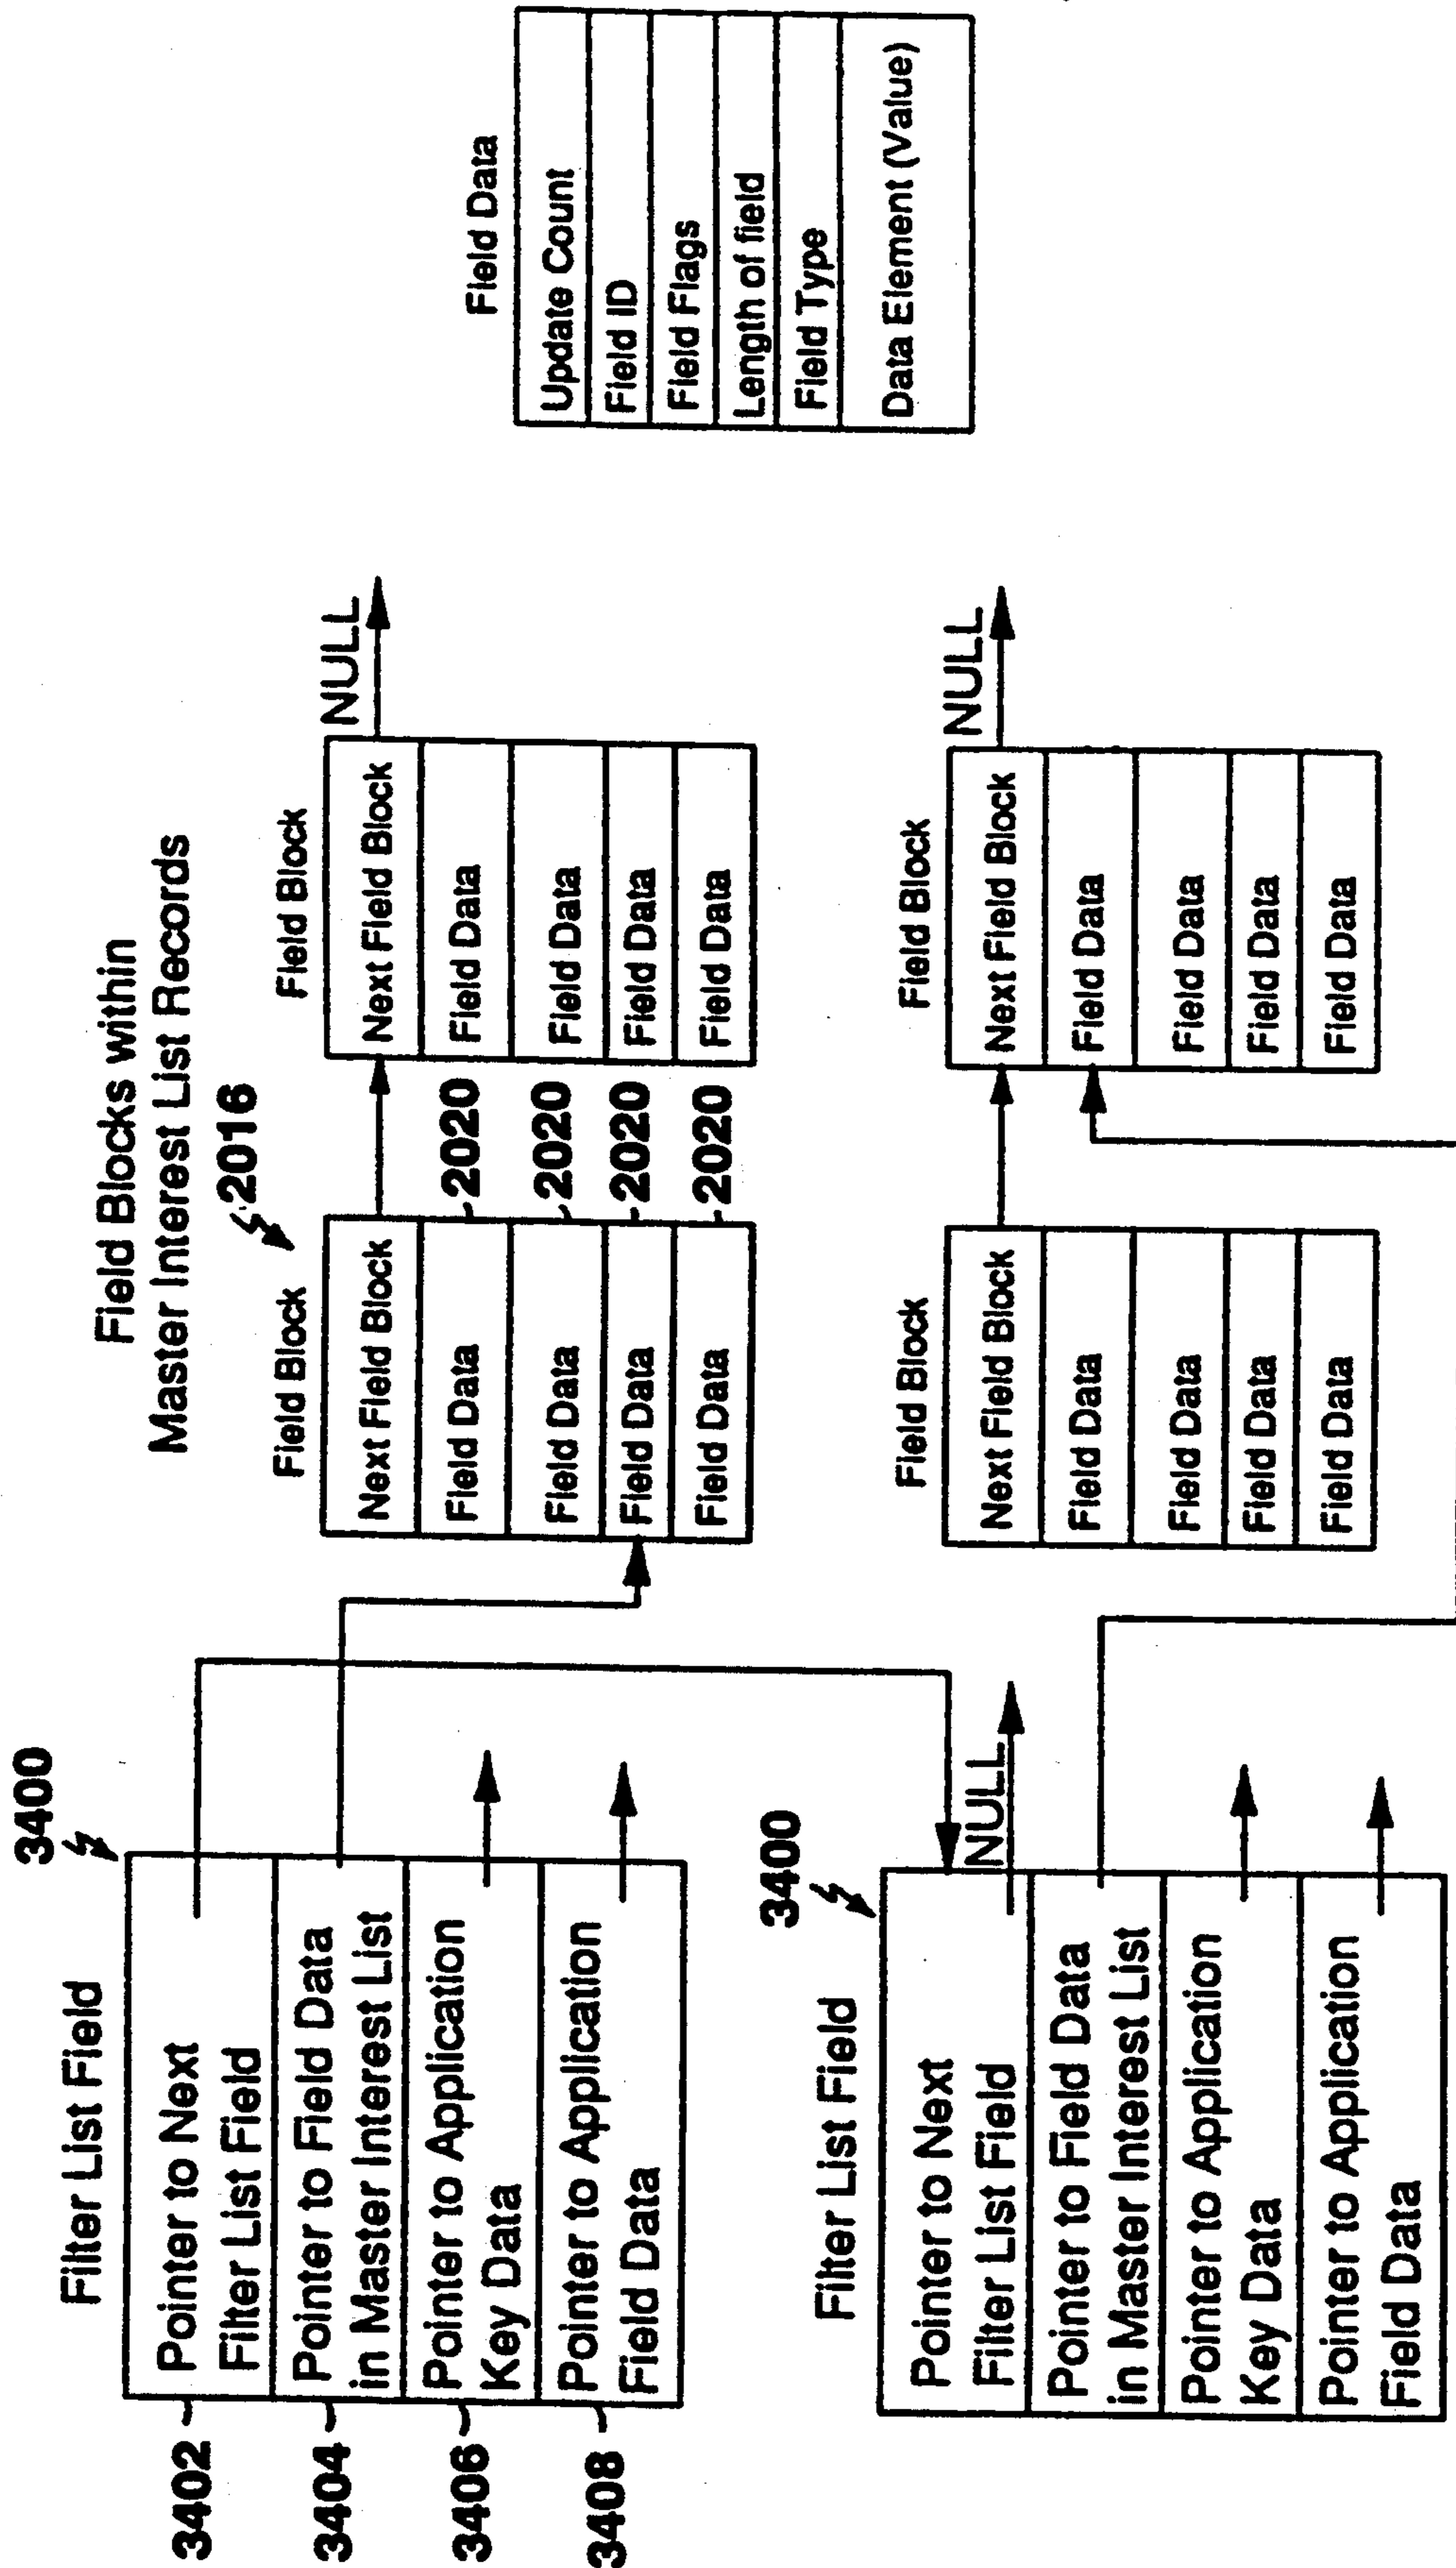 Field Blocks within
Master Interest List Records
3400
2016
Filter List Field
Field Block
Field Block
Field Data
3402
Pointer to Next
Filter List Field
3404
Pointer to Field Data
in Master Interest List
3406
Pointer to Application
Key Data
3408
Pointer to Application
Field Data
Next Field Block
Field Data
Field Data
Field Data
Field Data
2020
2020
2020
2020
Next Field Block
Field Data
Field Data
Field Data
Field Data
NULL
Update Count
Field ID
Field Flags
Length of field
Field Type
Data Element (Value)
3400
Filter List Field
Pointer to Next
Filter List Field
NULL
Pointer to Field Data
in Master Interest List
Pointer to Application
Key Data
Pointer to Application
Field Data
Field Block
Next Field Block
Field Data
Field Data
Field Data
Field Data
Field Block
Next Field Block
Field Data
Field Data
Field Data
Field Data
NULL